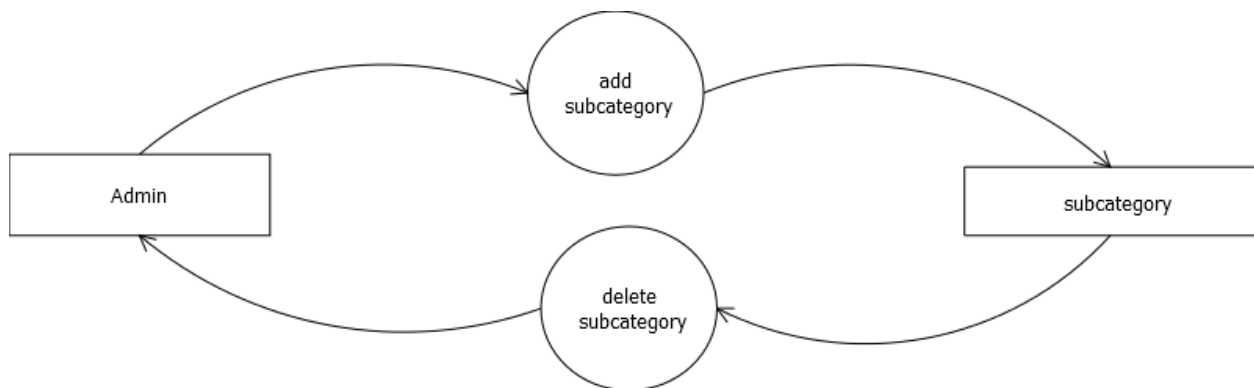 add
subcategory
Admin
subcategory
delete
subcategory